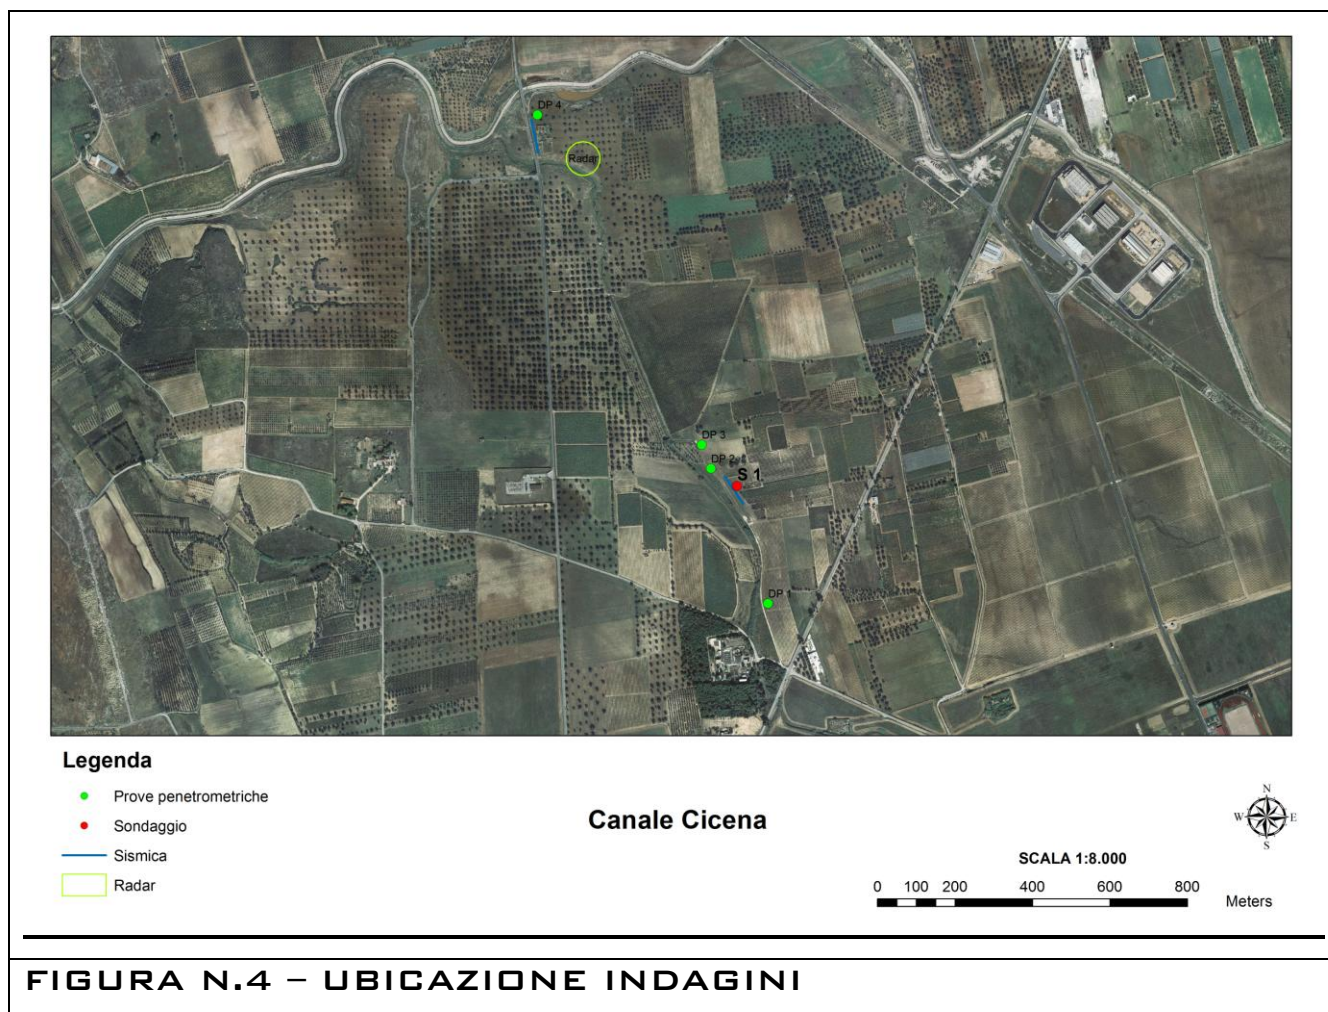 DP 4
Radar
DP 3
DP 2
S 1
DP 1
Legenda
Prove penetrometriche
Sondaggio
Sismica
Radar
Canale Cicena
N
W E
S
SCALA 1:8.000
0 100 200 400 600 800
Meters
FIGURA N.4 – UBICAZIONE INDAGINI